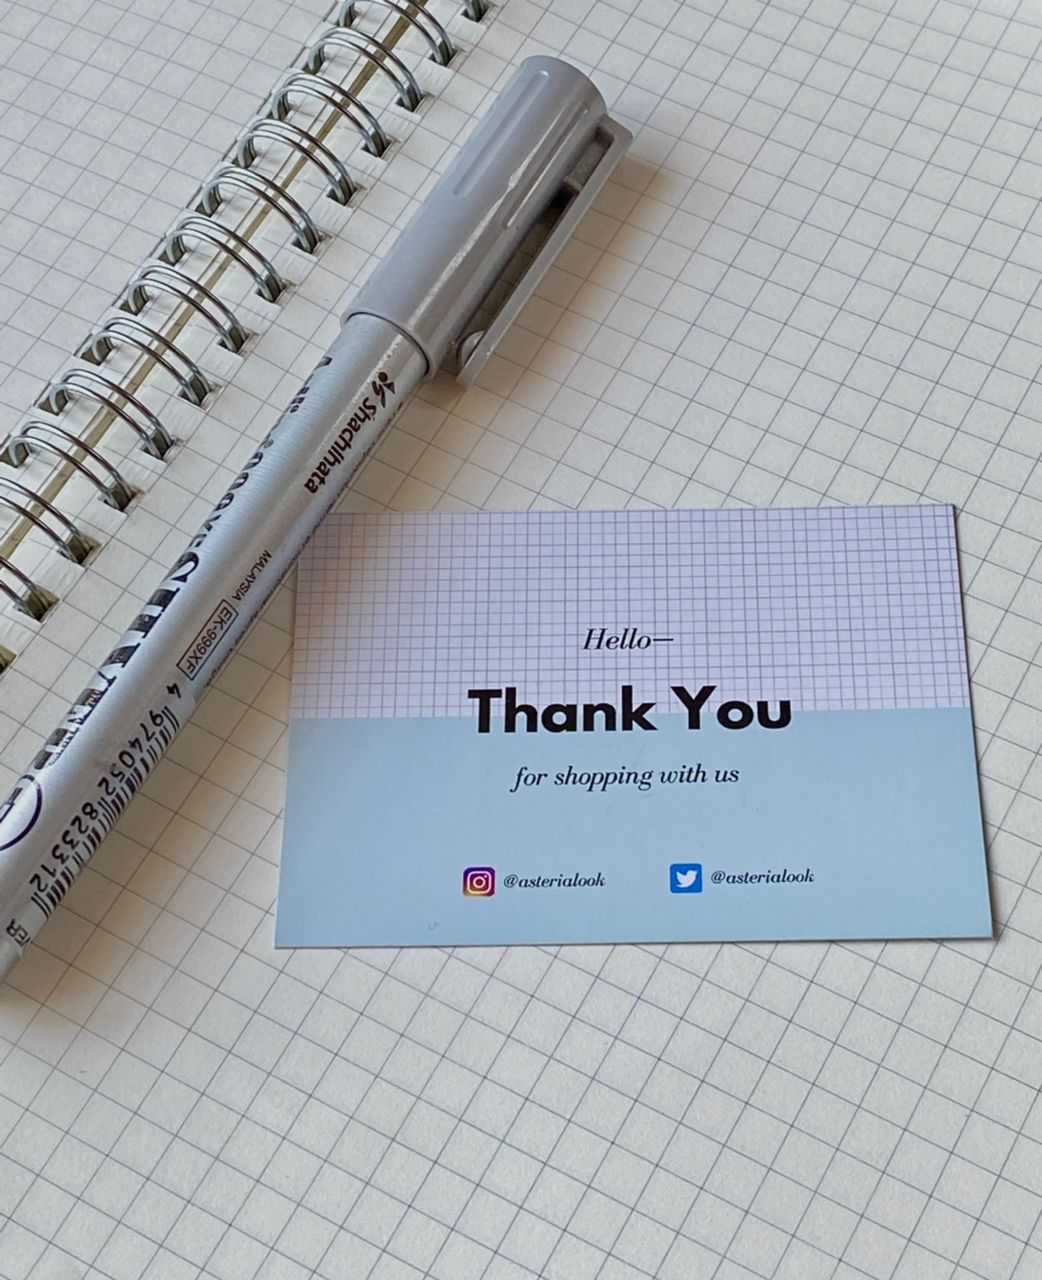 Shachihata
MALAYSIA
EK-999XF
4 974052 823312
Hello—
Thank You
for shopping with us
@asterialook
@asterialook